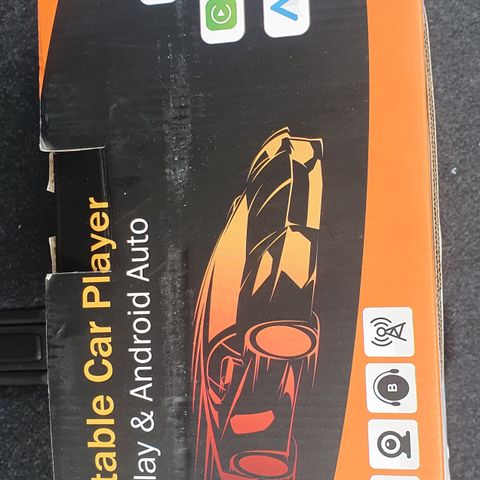 table Car Player
lay & Android Auto
B